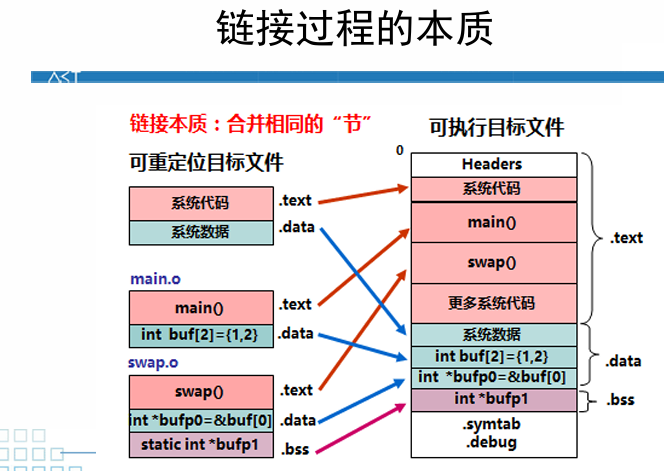 链接过程的本质
链接本质：合并相同的“节”
可执行目标文件
可重定位目标文件
0
Headers
系统代码
.text
系统代码
系统数据
.data
main()
swap()
.text
main.o
main()
.text
更多系统代码
int buf[2]={1,2}
.data
系统数据
swap.o
int buf[2]={1,2}
.data
swap()
.text
int *bufp0=&buf[0]
int *bufp0=&buf[0]
.data
int *bufp1
.bss
static int *bufp1
.bss
.symtab
.debug